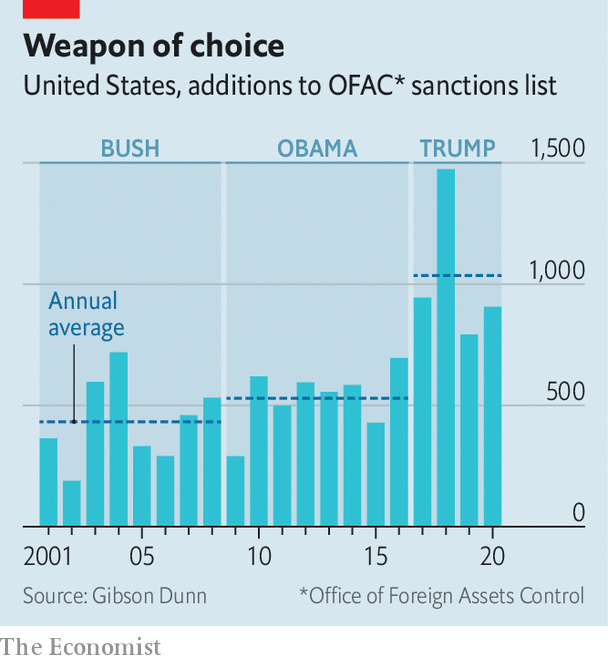 Weapon of choice
United States, additions to OFAC* sanctions list
BUSH OBAMA TRUMP
1,500
1,000
Annual
average
500
0
2001 05 10 15 20
Source: Gibson Dunn *Office of Foreign Assets Control
The Economist